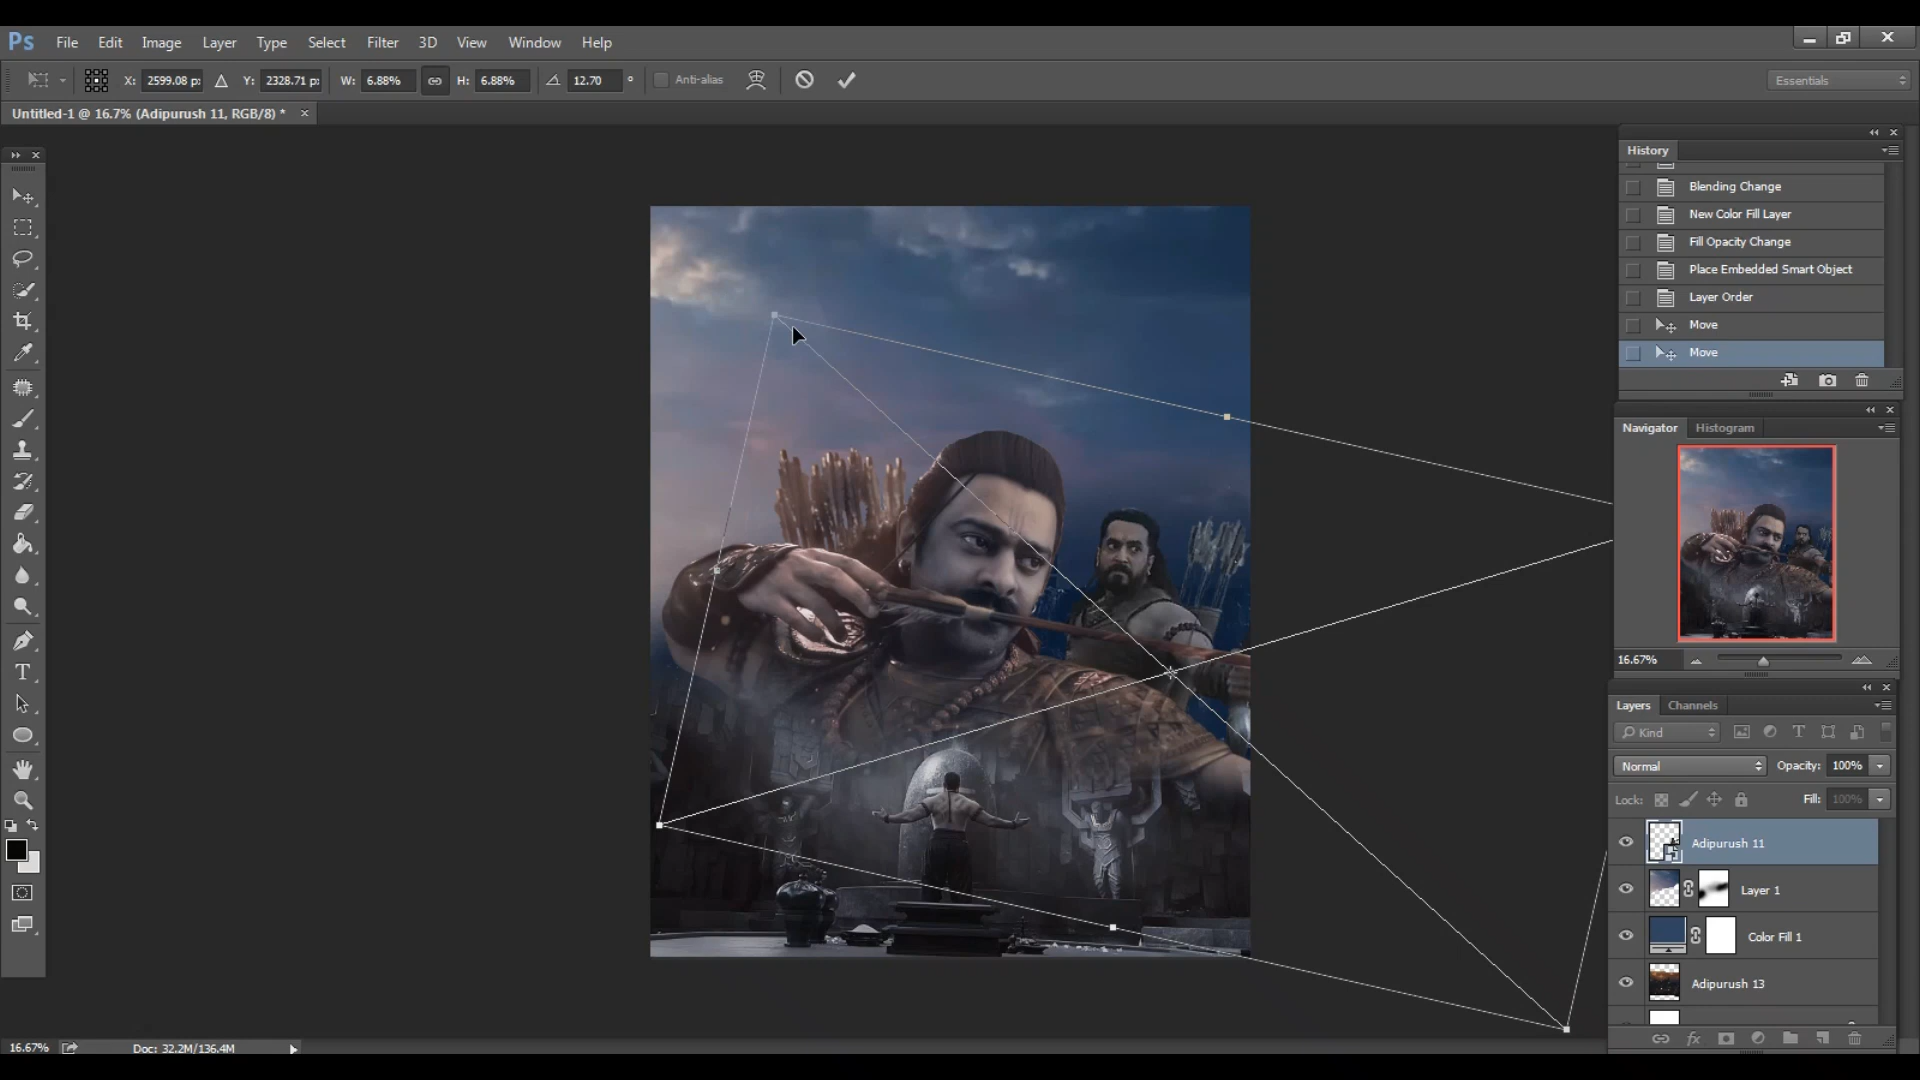 Ps File Edit Image Layer Type Select Filter 3D View Window Help
X: 2599.08 p Y: 2328.71 p W: 6.88% H: 6.88% 12.70 ° Anti-alias Essentials
Untitled-1 @ 16.7% (Adipurush 11, RGB/8) *
History
Blending Change
New Color Fill Layer
Fill Opacity Change
Place Embedded Smart Object
Layer Order
Move
Move
Navigator Histogram
16.67%
Layers Channels
Kind
Normal Opacity: 100%
Lock: Fill: 100%
Adipurush 11
Layer 1
Color Fill 1
Adipurush 13
16.67% Doc: 32.2M/136.4M